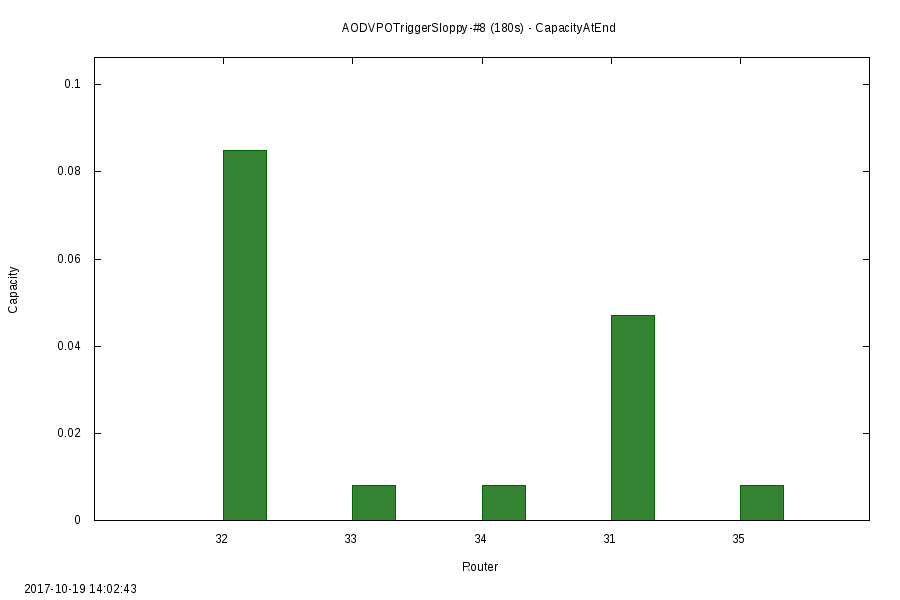 AODVPOTriggerSloppy-#8 (180s) - CapacityAtEnd
0.1
0.08
0.06
0.04
0.02
0
Capacity
32 33 34 31 35
Router
2017-10-19 14:02:43